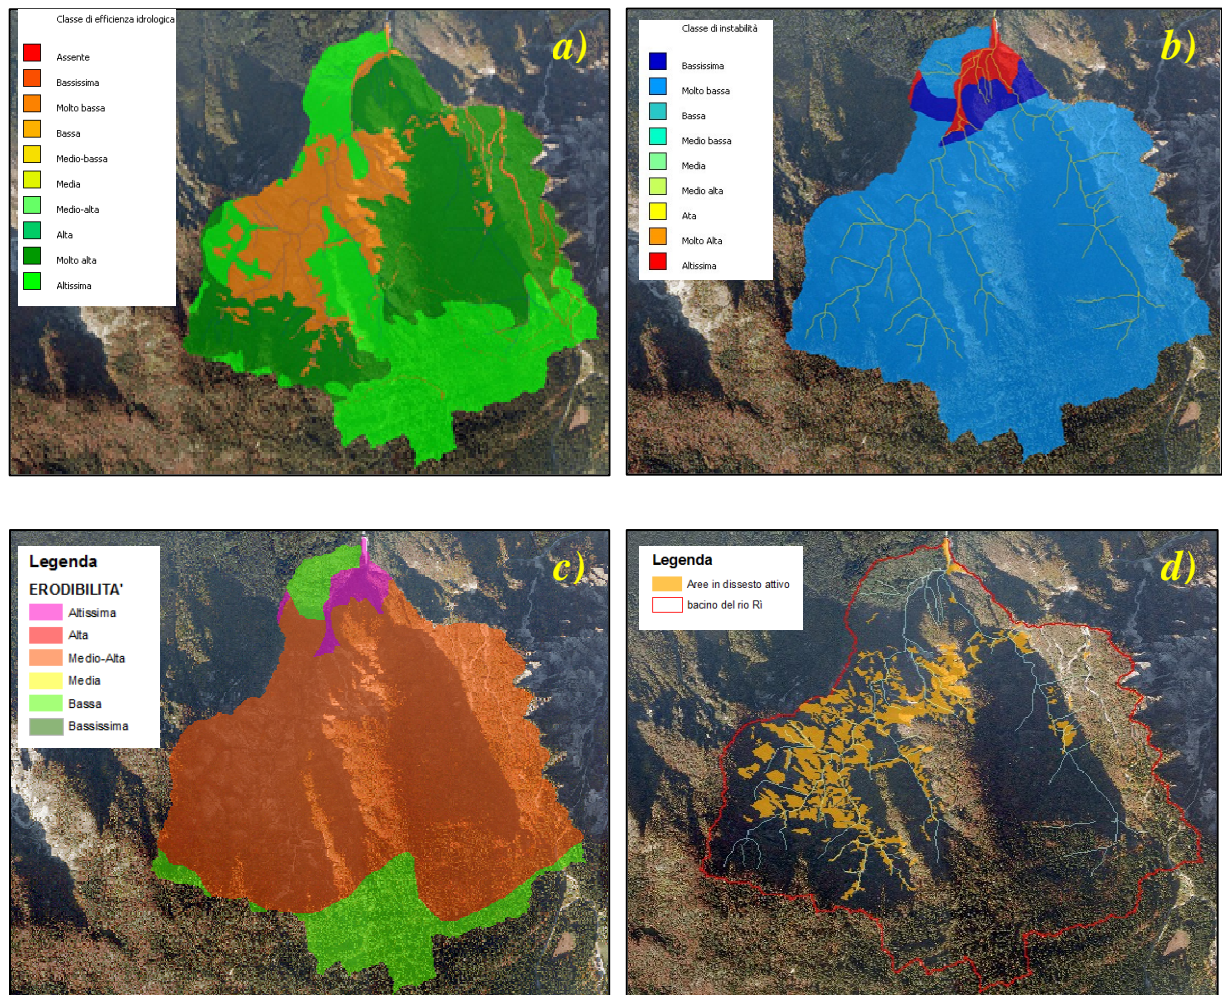 Classe di efficienza idrologica
a)
Assente
Bassissima
Molto bassa
Bassa
Medio-bassa
Media
Medio-alta
Alta
Molto alta
Altissima
Classe di instabilità
b)
Bassissima
Molto bassa
Bassa
Medio bassa
Media
Medio alta
Ata
Molto Alta
Altissima
Legenda
c)
ERODIBILITA'
Altissima
Alta
Medio-Alta
Media
Bassa
Bassissima
Legenda
d)
Aree in dissesto attivo
bacino del rio Rì